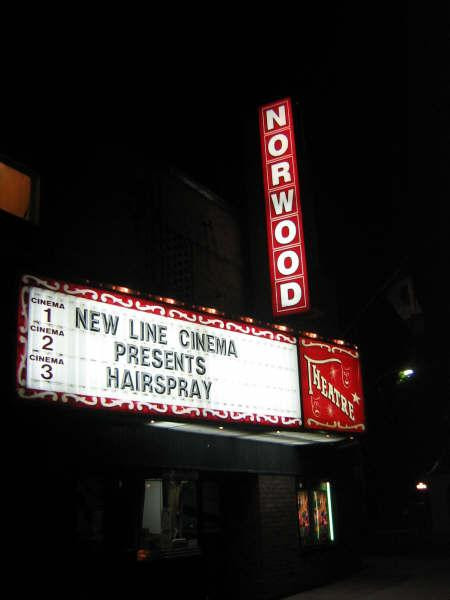 NORWOOD
CINEMA
1
CINEMA
2
CINEMA
3
NEW LINE CINEMA
PRESENTS
HAIRSPRAY
THEATRE